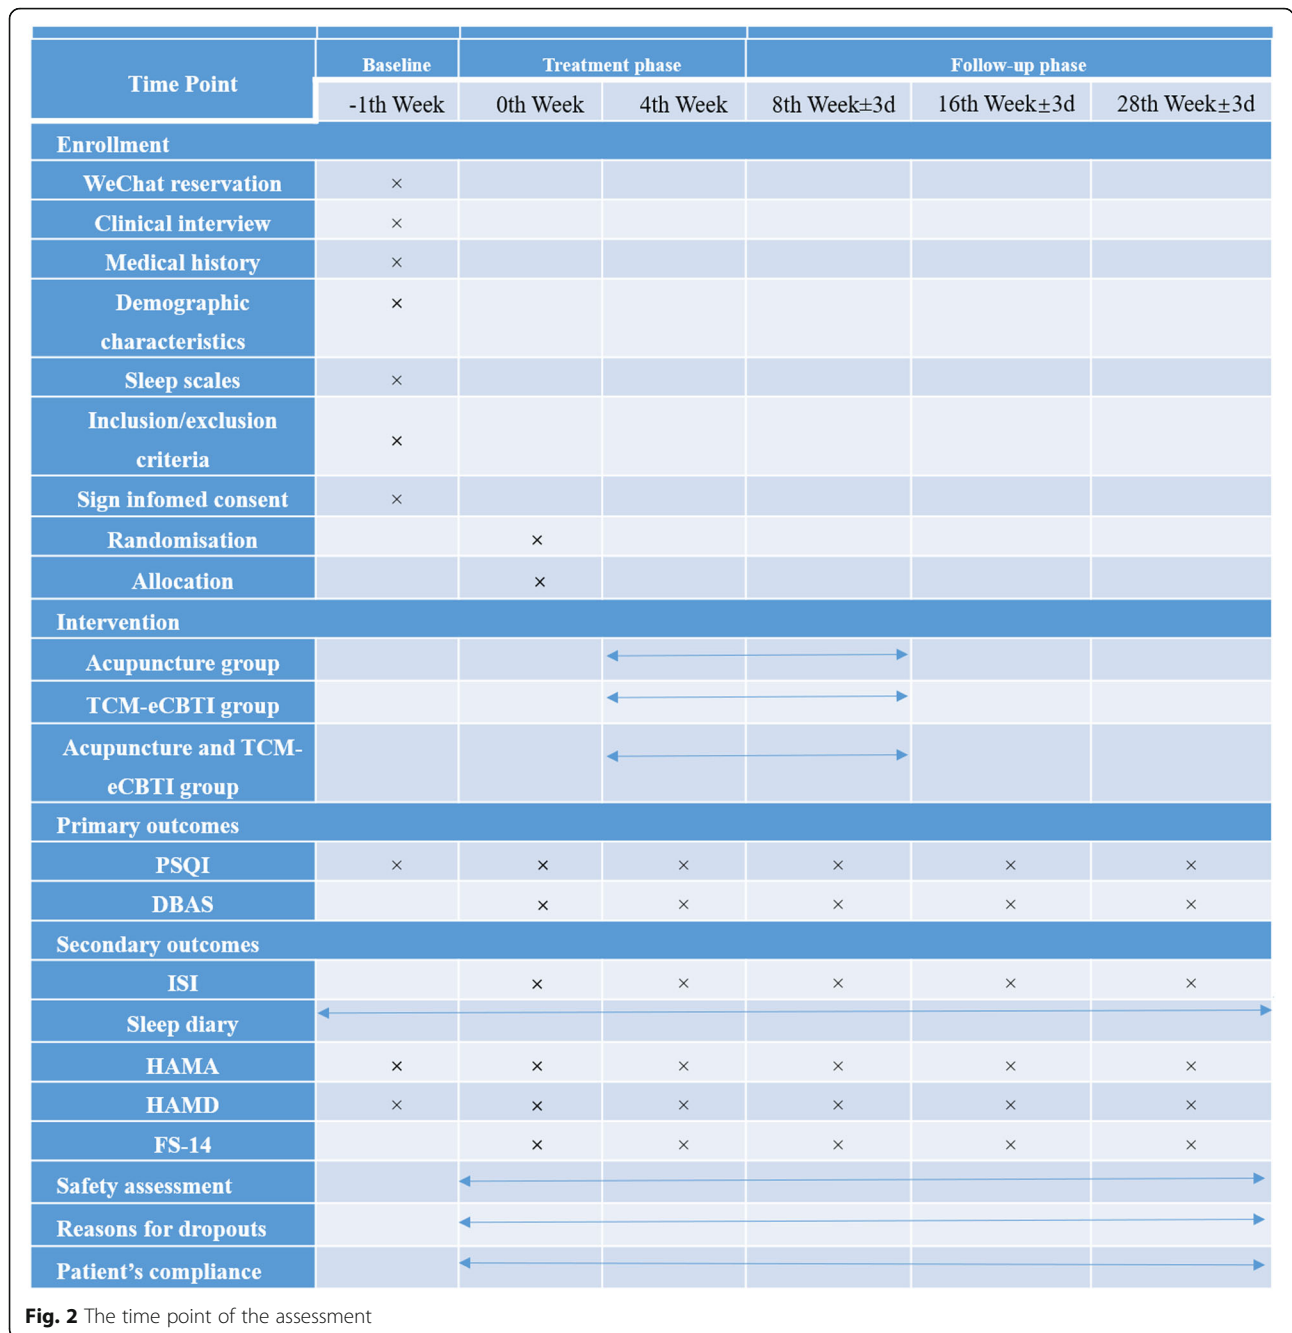 Baseline Treatment phase Follow-up phase
Time Point
-1th Week 0th Week 4th Week 8th Week±3d 16th Week±3d 28th Week±3d
Enrollment
WeChat reservation ×
Clinical interview ×
Medical history ×
Demographic ×
characteristics
Sleep scales ×
Inclusion/exclusion
criteria ×
Sign infomed consent ×
Randomisation ×
Allocation ×
Intervention
Acupuncture group
TCM-eCBTI group
Acupuncture and TCM-
eCBTI group
Primary outcomes
PSQI × × × × × ×
DBAS × × × × ×
Secondary outcomes
ISI × × × × ×
Sleep diary
HAMA × × × × × ×
HAMD × × × × × ×
FS-14 × × × × ×
Safety assessment
Reasons for dropouts
Patient’s compliance
Fig. 2 The time point of the assessment